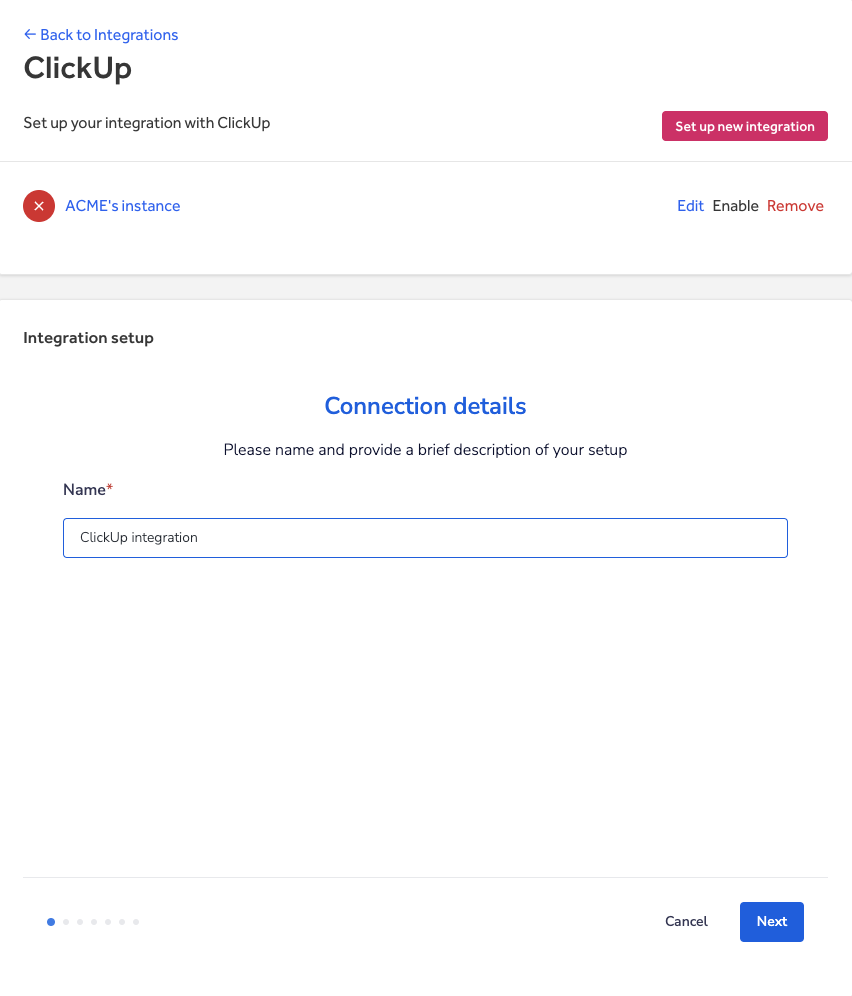 ← Back to Integrations
ClickUp
Set up your integration with ClickUp
Set up new integration
ACME's instance
Edit Enable Remove
Integration setup
Connection details
Please name and provide a brief description of your setup
Name*
ClickUp integration
Cancel
Next